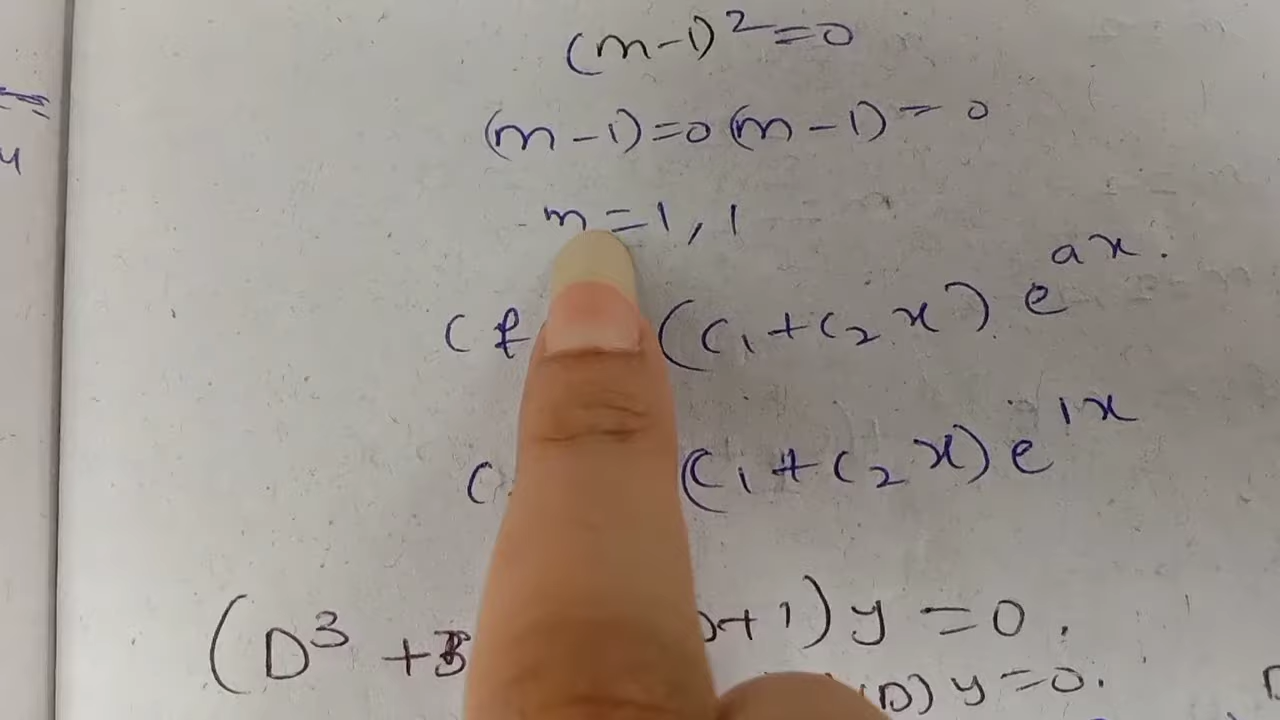 (m-1)²=0
(m-1)=0 (m-1)=0
m=1,1
Cf (c₁+c₂x) e^ax.
C (c₁+c₂x) e^1x
(D³+3 D+1) y=0.
(D) y=0.